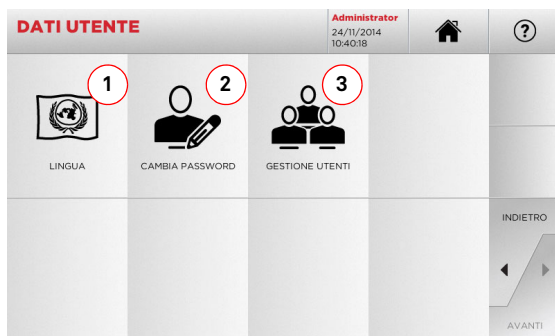 DATI UTENTE
Administrator
24/11/2014
10:40:18
?
1
2
3
LINGUA
CAMBIA PASSWORD
GESTIONE UTENTI
INDIETRO
AVANTI